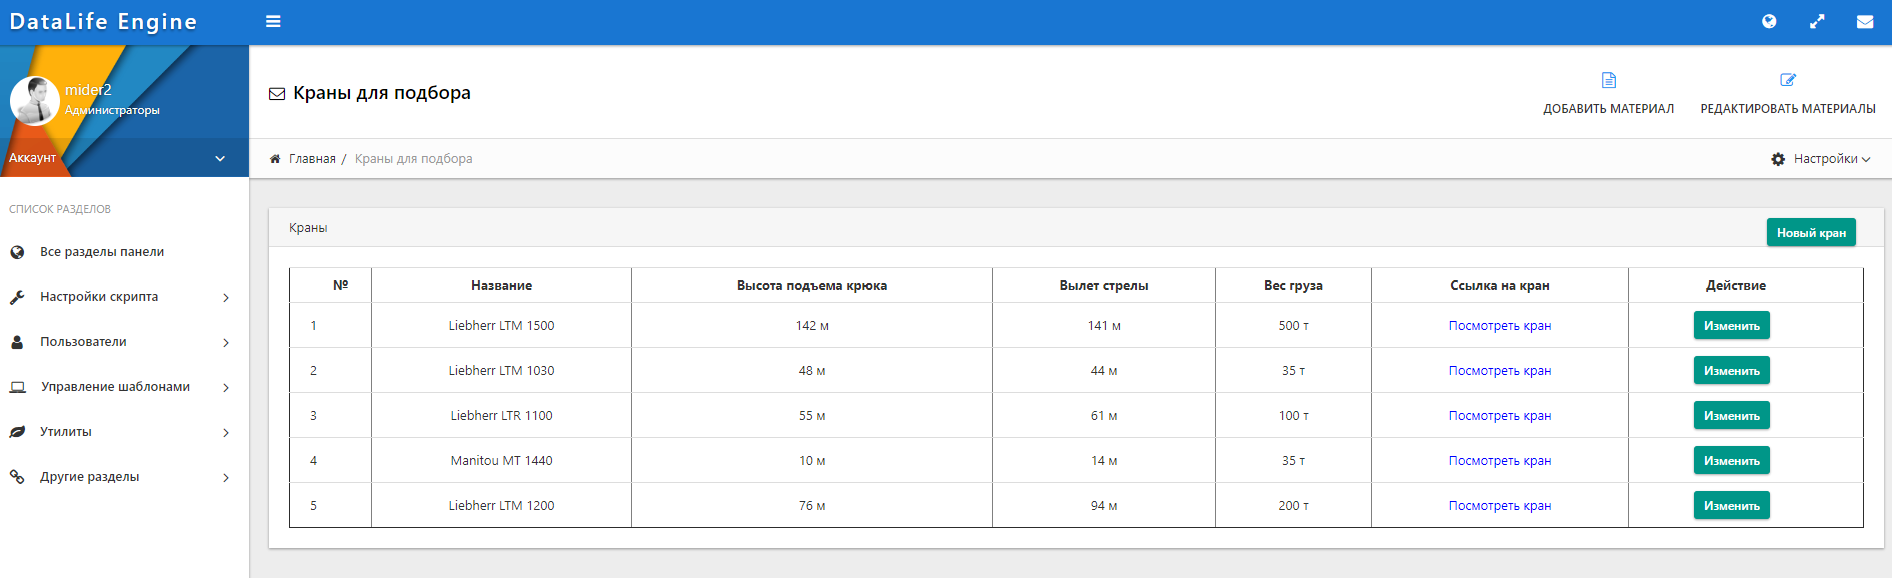 DataLife Engine
mider2
Администраторы
Аккаунт
СПИСОК РАЗДЕЛОВ
Все разделы панели
Настройки скрипта
Пользователи
Управление шаблонами
Утилиты
Другие разделы
Краны для подбора
ДОБАВИТЬ МАТЕРИАЛ РЕДАКТИРОВАТЬ МАТЕРИАЛЫ
Главная / Краны для подбора Настройки
Краны Новый кран
№ Название Высота подъема крюка Вылет стрелы Вес груза Ссылка на кран Действие
1 Liebherr LTM 1500 142 м 141 м 500 т Посмотреть кран Изменить
2 Liebherr LTM 1030 48 м 44 м 35 т Посмотреть кран Изменить
3 Liebherr LTR 1100 55 м 61 м 100 т Посмотреть кран Изменить
4 Manitou MT 1440 10 м 14 м 35 т Посмотреть кран Изменить
5 Liebherr LTM 1200 76 м 94 м 200 т Посмотреть кран Изменить